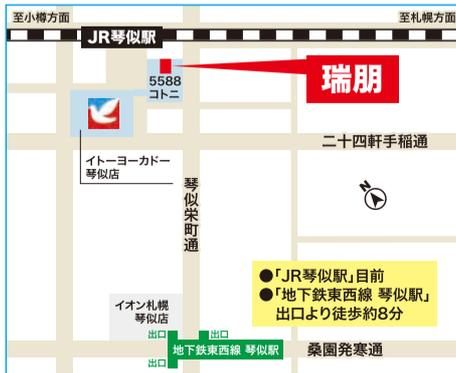 至小樽方面
至札幌方面
JR琴似駅
5588
コトニ
瑞朋
二十四軒手稲通
イトーヨーカドー
琴似店
琴似栄町通
N
●「JR琴似駅」目前
●「地下鉄東西線 琴似駅」
出口より徒歩約8分
イオン札幌
琴似店
出口
出口
地下鉄東西線 琴似駅
出口
桑園発寒通